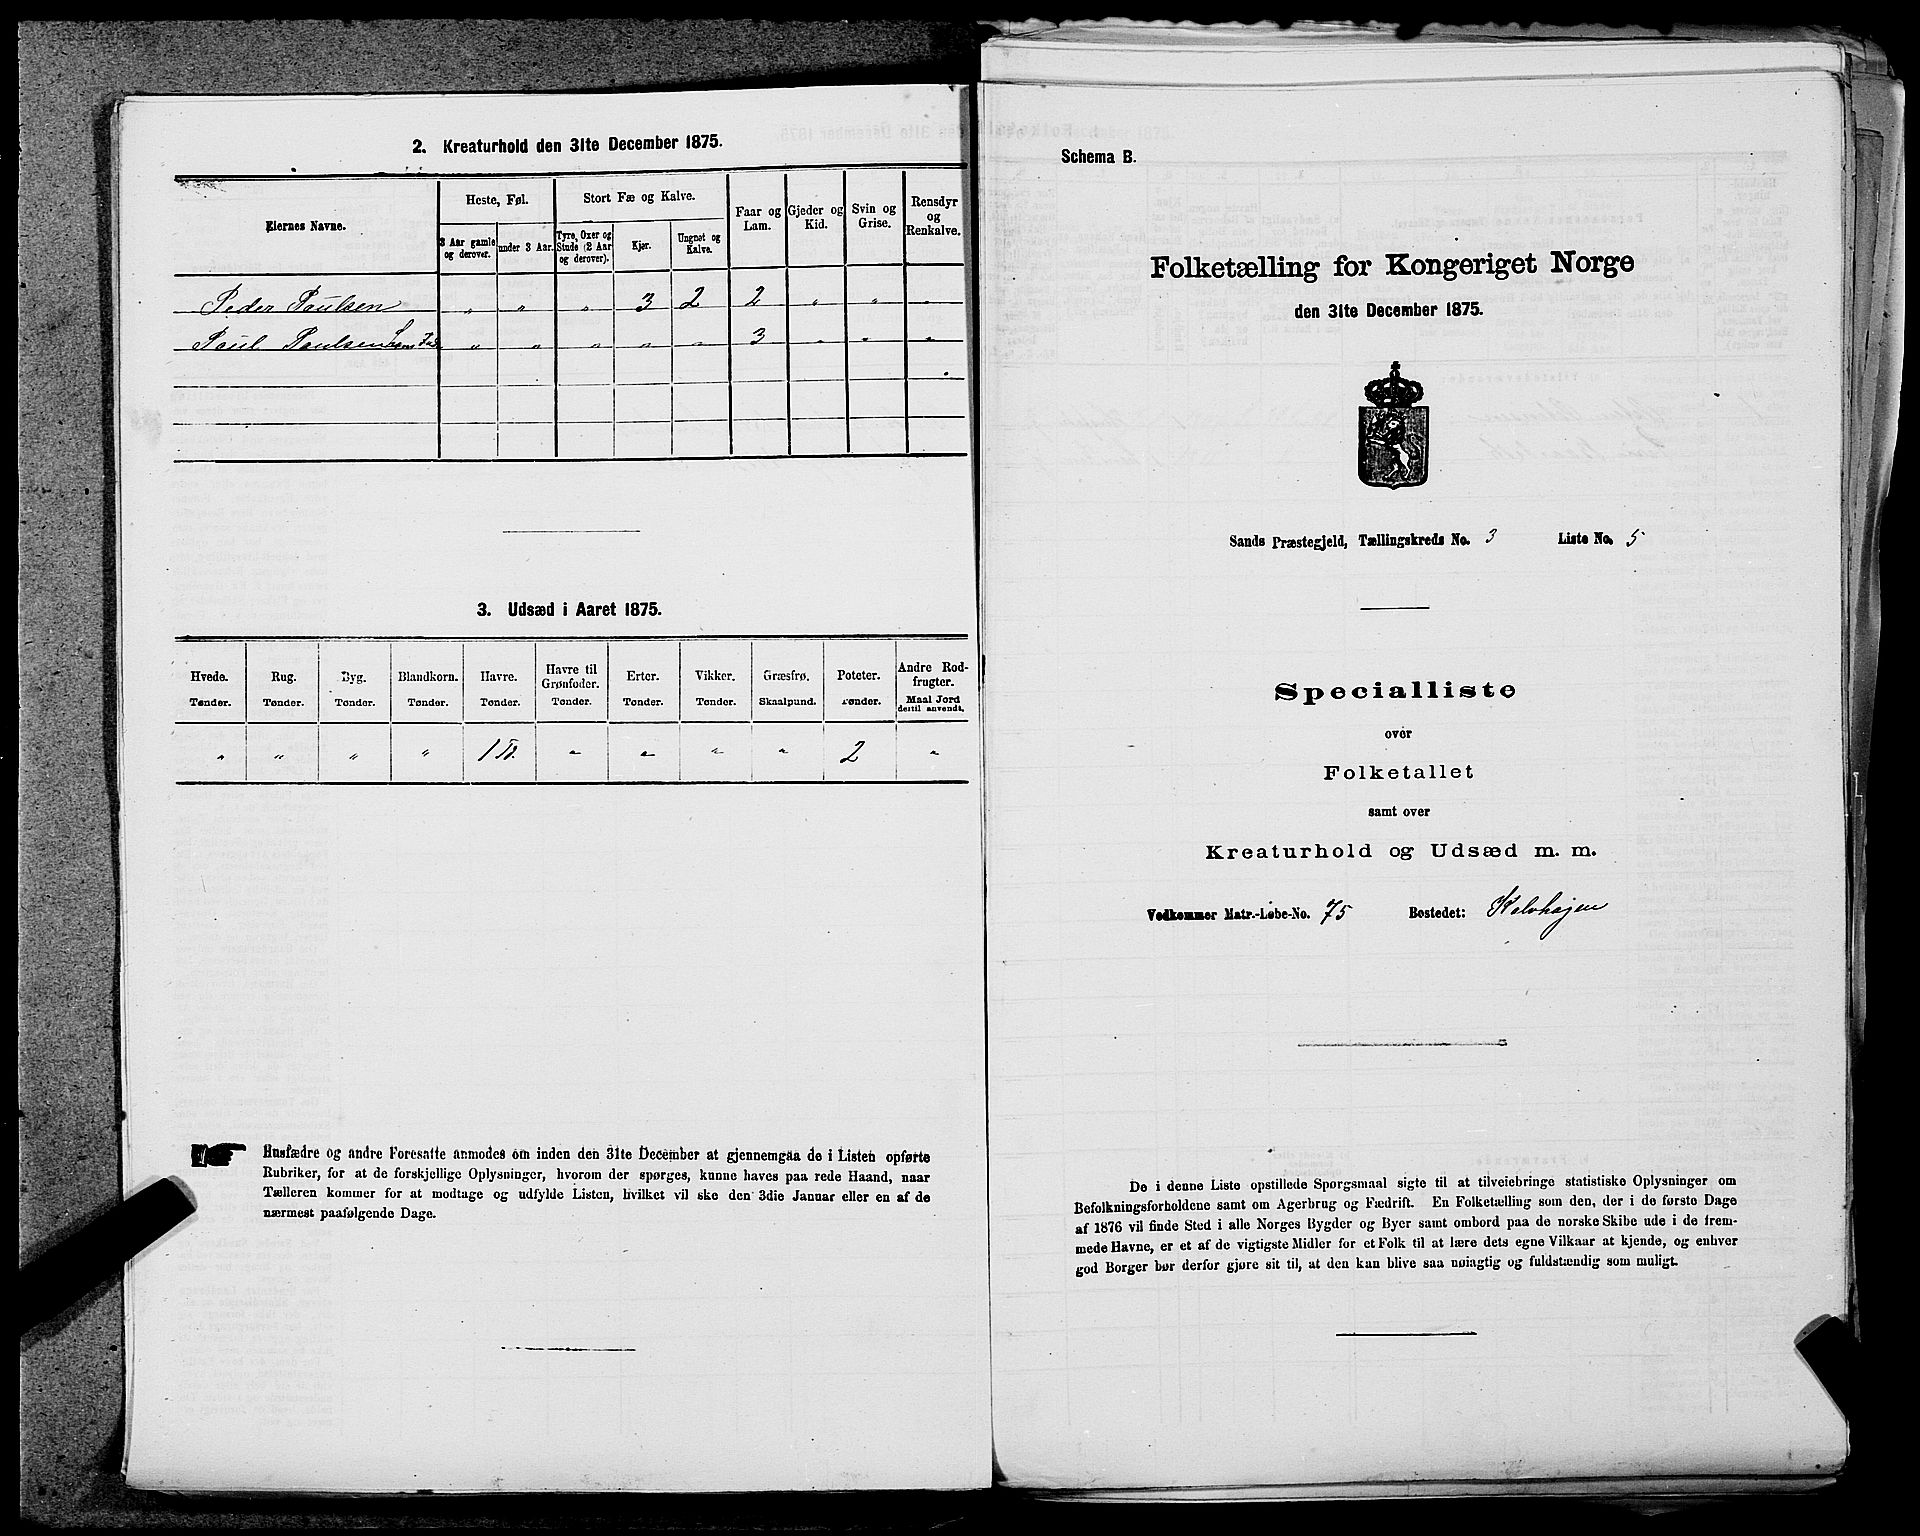 2. Kreaturhold den 31te December 1875.
Eiernes Navne.
Heste, Føl.
3 Aar gamle og derover.
under 3 Aar.
Stort Fæ og Kalve.
Tyre, Oxer og Stude (2 Aar og derover).
Kjør.
Ungnøt og Kalve.
Faar og Lam.
Gjeder og Kid.
Svin og Grise.
Rensdyr og Renkalve.
Peder Paulsen " " " 3 2 2 " " "
Paul Paulsen " " " " " 3 " " "
3. Udsæd i Aaret 1875.
Hvede. Rug. Byg. Blandkorn. Havre. Havre til Grønfoder. Erter. Vikker. Græsfrø. Poteter. Andre Rodfrugter.
Tønder. Tønder. Tønder. Tønder. Tønder. Tønder. Tønder. Tønder. Skaalpund. Tønder. Maal Jord dertil anvendt.
" " " " 1 Td. " " " " 2 "
Husfædre og andre Foresatte anmodes om inden den 31te December at gjennemgaa de i Listen opførte
Rubriker, for at de forskjellige Oplysninger, hvorom der spørges, kunne haves paa rede Haand, naar
Tælleren kommer for at modtage og udfylde Listen, hvilket vil ske den 3die Januar eller en af de
nærmest paafølgende Dage.
Schema B.
Folketælling for Kongeriget Norge
den 31te December 1875.
Sands Præstegjeld, Tællingskreds No. 3 Liste No. 5
Specialliste
over
Folketallet
samt over
Kreaturhold og Udsæd m. m.
Vedkommer Matr.-Løbe-No. 75 Bostedet: Kalvhøjen
De i denne Liste opstillede Spørgsmaal sigte til at tilveiebringe statistiske Oplysninger om
Befolkningsforholdene samt om Agerbrug og Fædrift. En Folketælling som den, der i de første Dage
af 1876 vil finde Sted i alle Norges Bygder og Byer samt ombord paa de norske Skibe ude i de frem-
mede Havne, er et af de vigtigste Midler for et Folk til at lære dets egne Vilkaar at kjende, og enhver
god Borger bør derfor gjøre sit til, at den kan blive saa nøiagtig og fuldstændig som muligt.